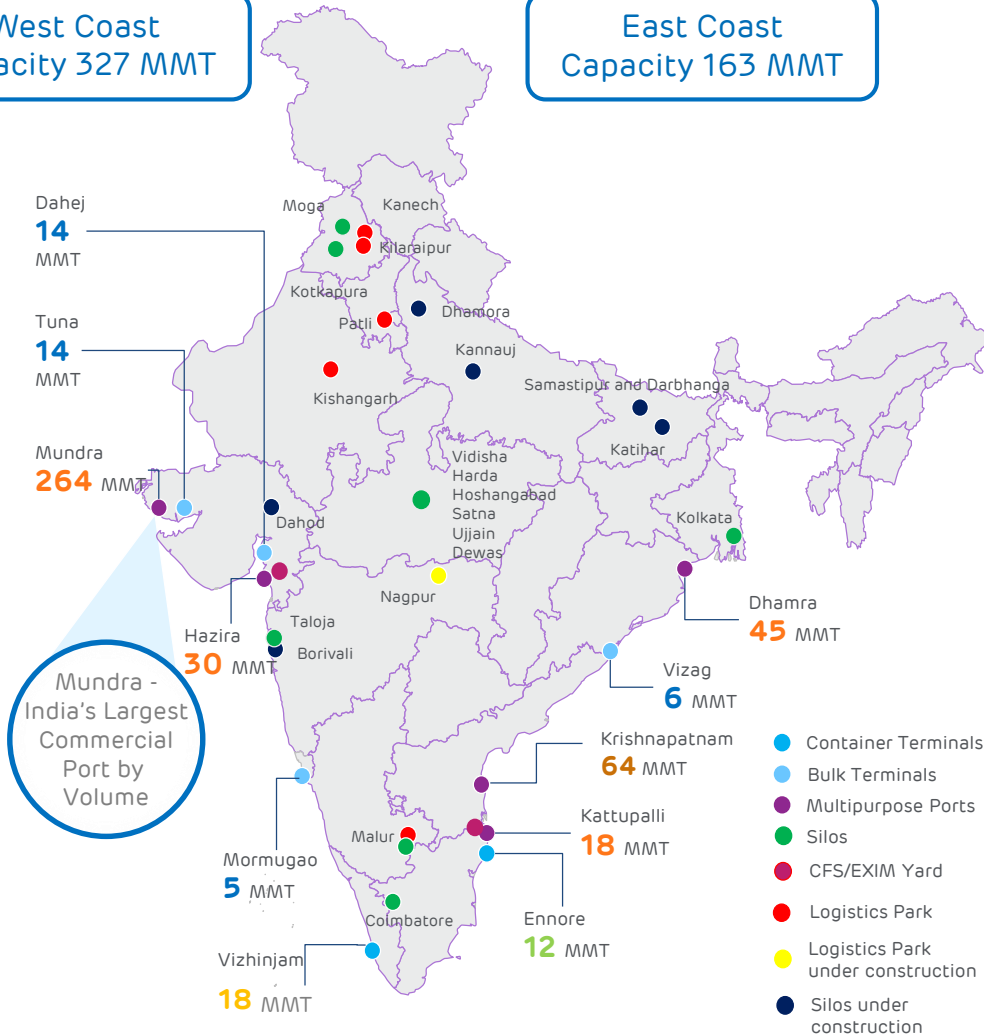 West Coast
acity 327 MMT
East Coast
Capacity 163 MMT
Dahej
14
MMT
Tuna
14
MMT
Mundra
264 MMT
Moga
Kanech
Kilaraipur
Kotkapura
Patli
Dhamora
Kannauj
Kishangarh
Samastipur and Darbhanga
Katihar
Vidisha
Harda
Hoshangabad
Satna
Ujjain
Dewas
Dahod
Kolkata
Nagpur
Taloja
Borivali
Hazira
30 MMT
Dhamra
45 MMT
Vizag
6 MMT
Mundra -
India's Largest
Commercial
Port by
Volume
Krishnapatnam
64 MMT
Kattupalli
18 MMT
Malur
Mormugao
5 MMT
Coimbatore
Ennore
12 MMT
Vizhinjam
18 MMT
Container Terminals
Bulk Terminals
Multipurpose Ports
Silos
CFS/EXIM Yard
Logistics Park
Logistics Park
under construction
Silos under
construction